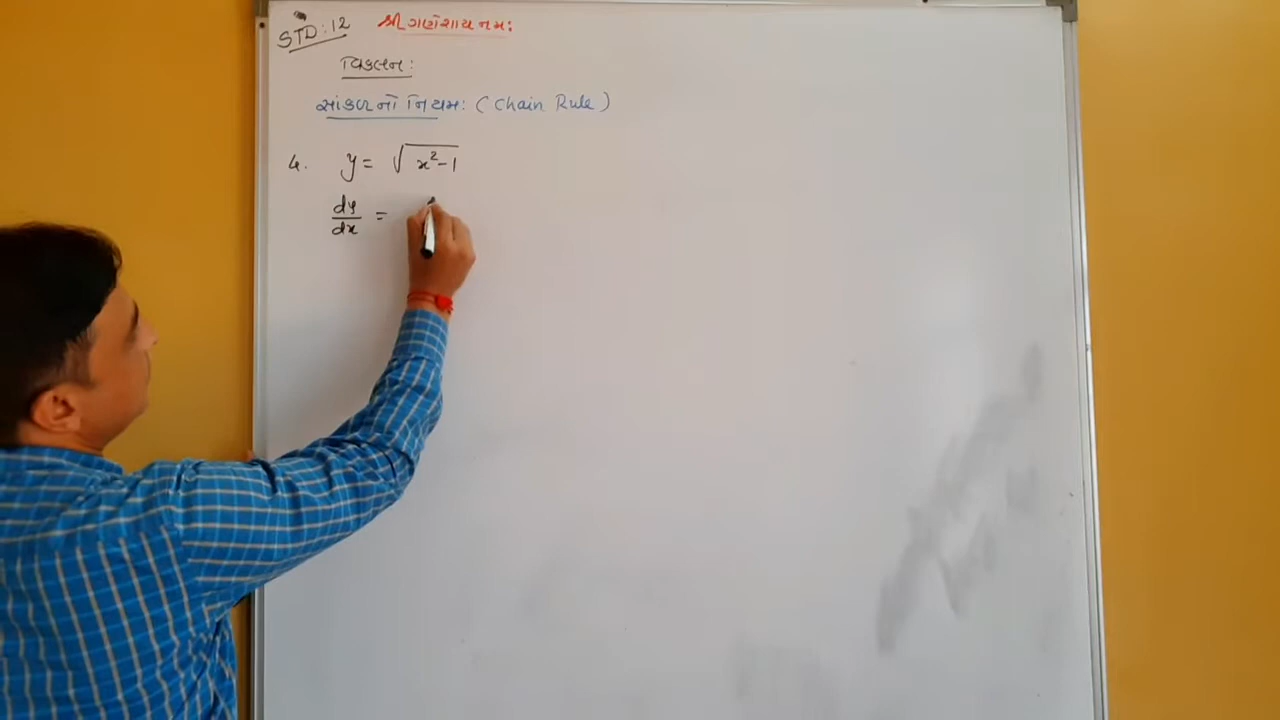 STD: 12
શ્રી ગણેશાય નમ:
વિકલન:
સાંકળનો નિયમ: (Chain Rule)
4. y = √(x²-1)
dy/dx =